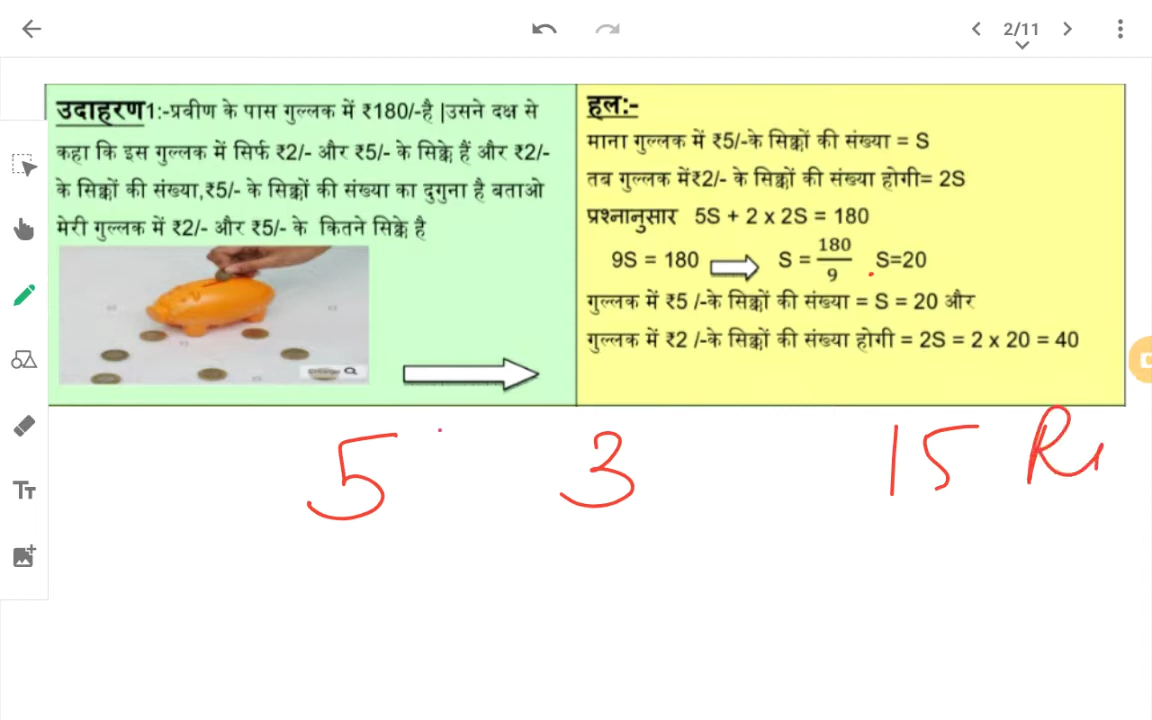 2/11
उदाहरण1:-प्रवीण के पास गुल्लक में ₹180/-है |उसने दक्ष से
कहा कि इस गुल्लक में सिर्फ ₹2/- और ₹5/- के सिक्के हैं और ₹2/-
के सिक्कों की संख्या,₹5/- के सिक्कों की संख्या का दुगुना है बताओ
मेरी गुल्लक में ₹2/- और ₹5/- के कितने सिक्के है
हल:-
माना गुल्लक में ₹5/-के सिक्कों की संख्या = S
तब गुल्लक में₹2/- के सिक्कों की संख्या होगी= 2S
प्रश्नानुसार 5S + 2 x 2S = 180
9S = 180 S = 180/9 S=20
गुल्लक में ₹5 /-के सिक्कों की संख्या = S = 20 और
गुल्लक में ₹2 /-के सिक्कों की संख्या होगी = 2S = 2 x 20 = 40
5 3 15
Tт